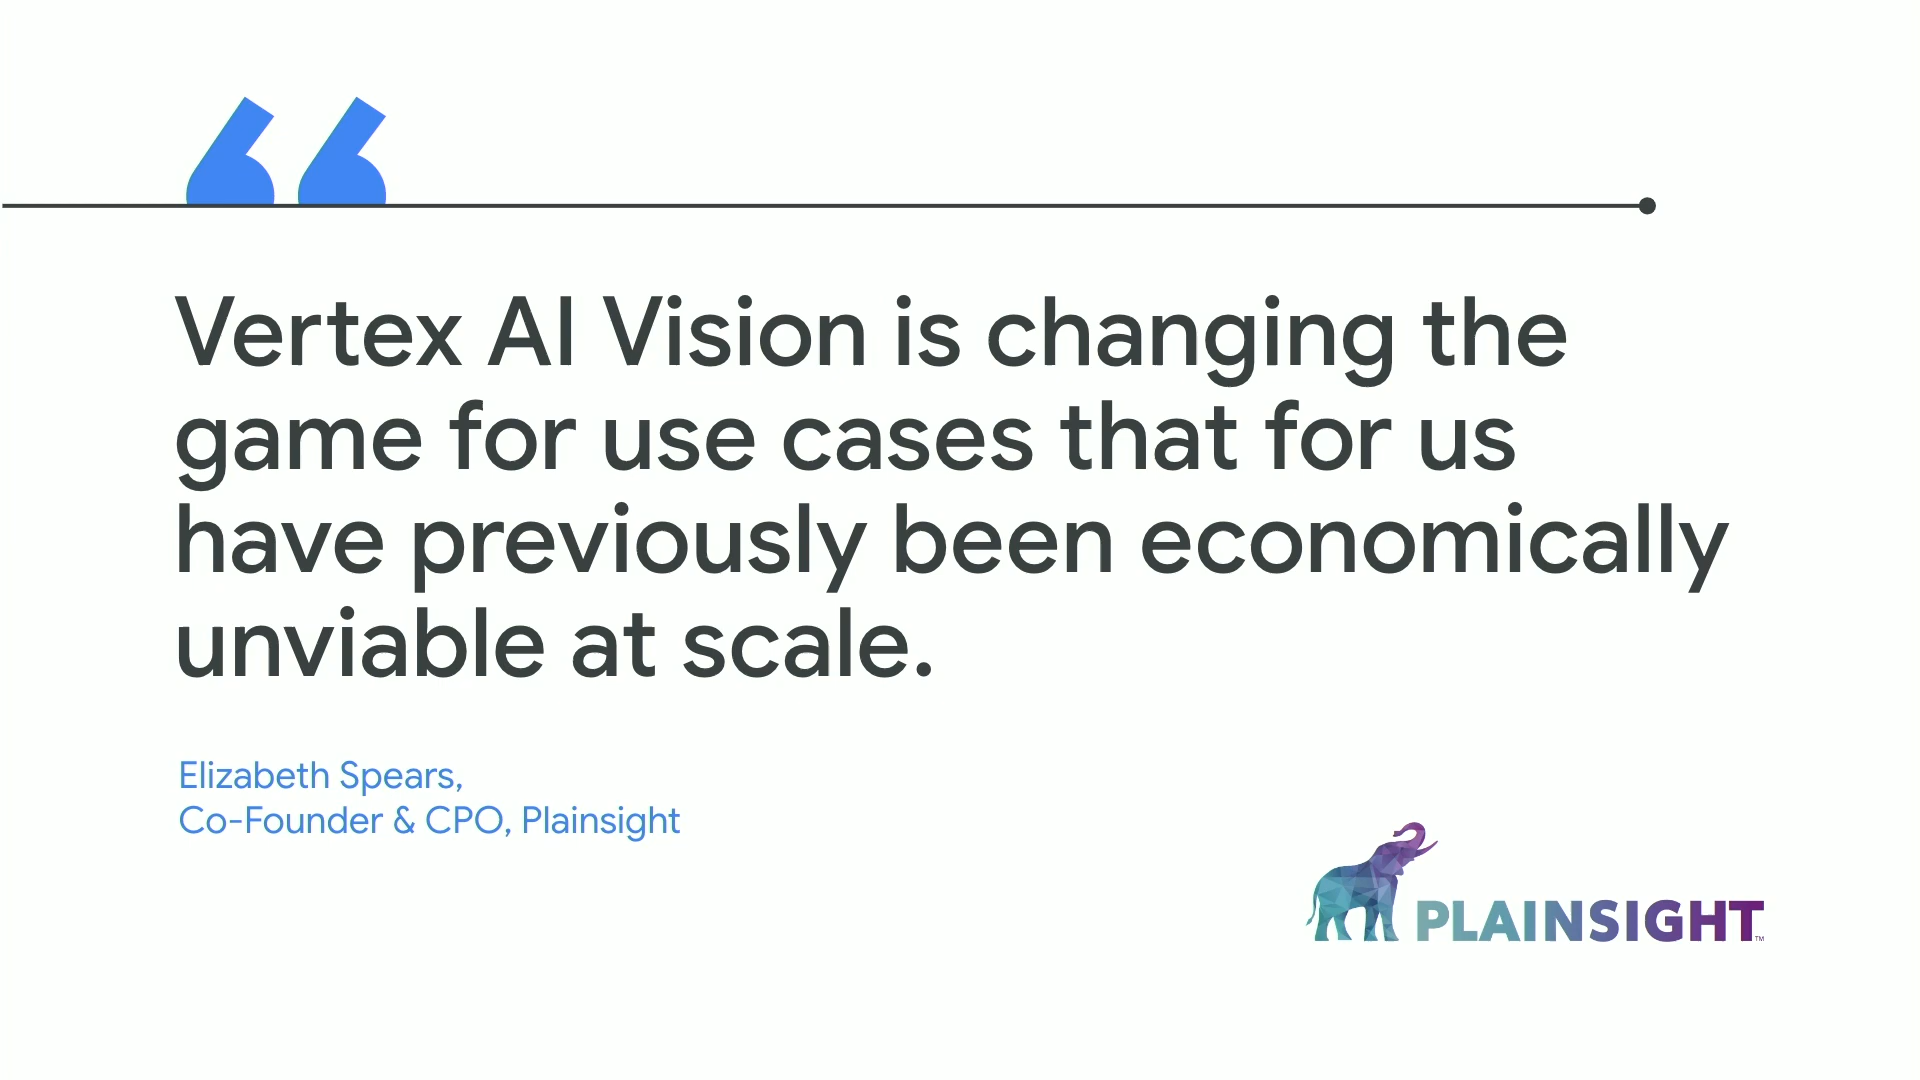 “
Vertex AI Vision is changing the
game for use cases that for us
have previously been economically
unviable at scale.
Elizabeth Spears,
Co-Founder & CPO, Plainsight
PLAINSIGHT™